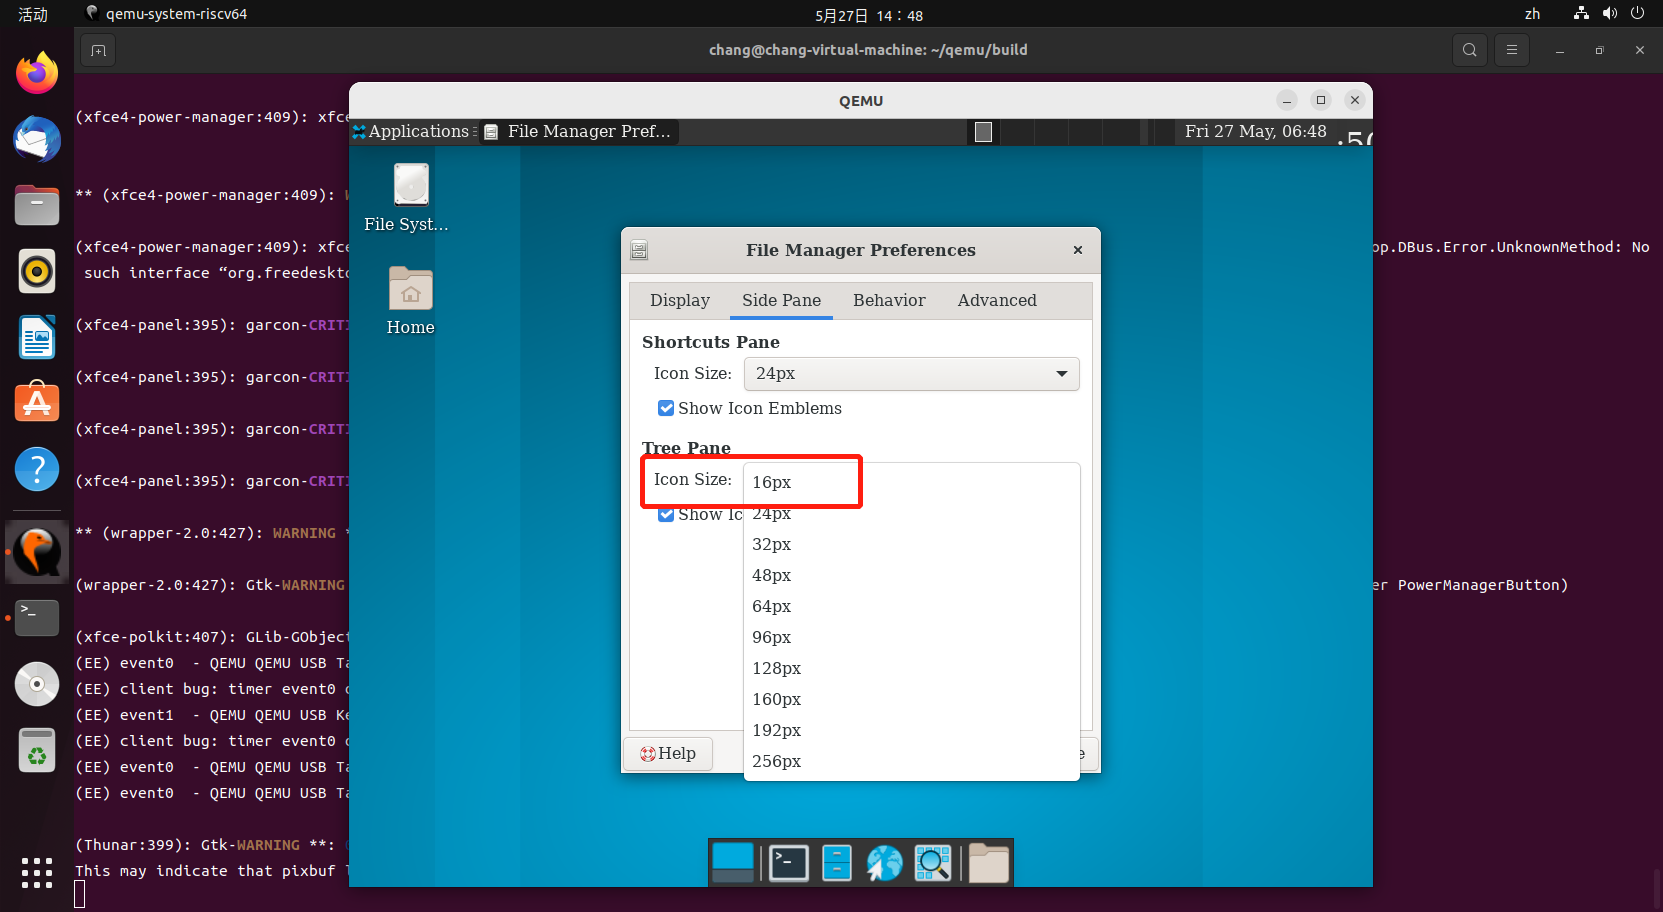 活动
qemu-system-riscv64
5月27日 14：48
zh
chang@chang-virtual-machine: ~/qemu/build
(xfce4-power-manager:409): xfce
** (xfce4-power-manager:409):
(xfce4-power-manager:409): xfce
op.DBus.Error.UnknownMethod: No
such interface “org.freedeskto
(xfce4-panel:395): garcon-CRITI
(xfce4-panel:395): garcon-CRITI
(xfce4-panel:395): garcon-CRITI
(xfce4-panel:395): garcon-CRITI
** (wrapper-2.0:427): WARNING *
(wrapper-2.0:427): Gtk-WARNING
er PowerManagerButton)
(xfce-polkit:407): GLib-GObject
(EE) event0 - QEMU QEMU USB Ta
(EE) client bug: timer event0 d
(EE) event1 - QEMU QEMU USB Ke
(EE) client bug: timer event0 d
(EE) event0 - QEMU QEMU USB Ta
(EE) event0 - QEMU QEMU USB Ta
(Thunar:399): Gtk-WARNING **:
This may indicate that pixbuf l
QEMU
Applications
File Manager Pref...
Fri 27 May, 06:48
File Syst...
Home
File Manager Preferences
Display Side Pane Behavior Advanced
Shortcuts Pane
Icon Size: 24px
Show Icon Emblems
Tree Pane
Icon Size: 16px
Show Ic
24px
32px
48px
64px
96px
128px
160px
192px
256px
Help